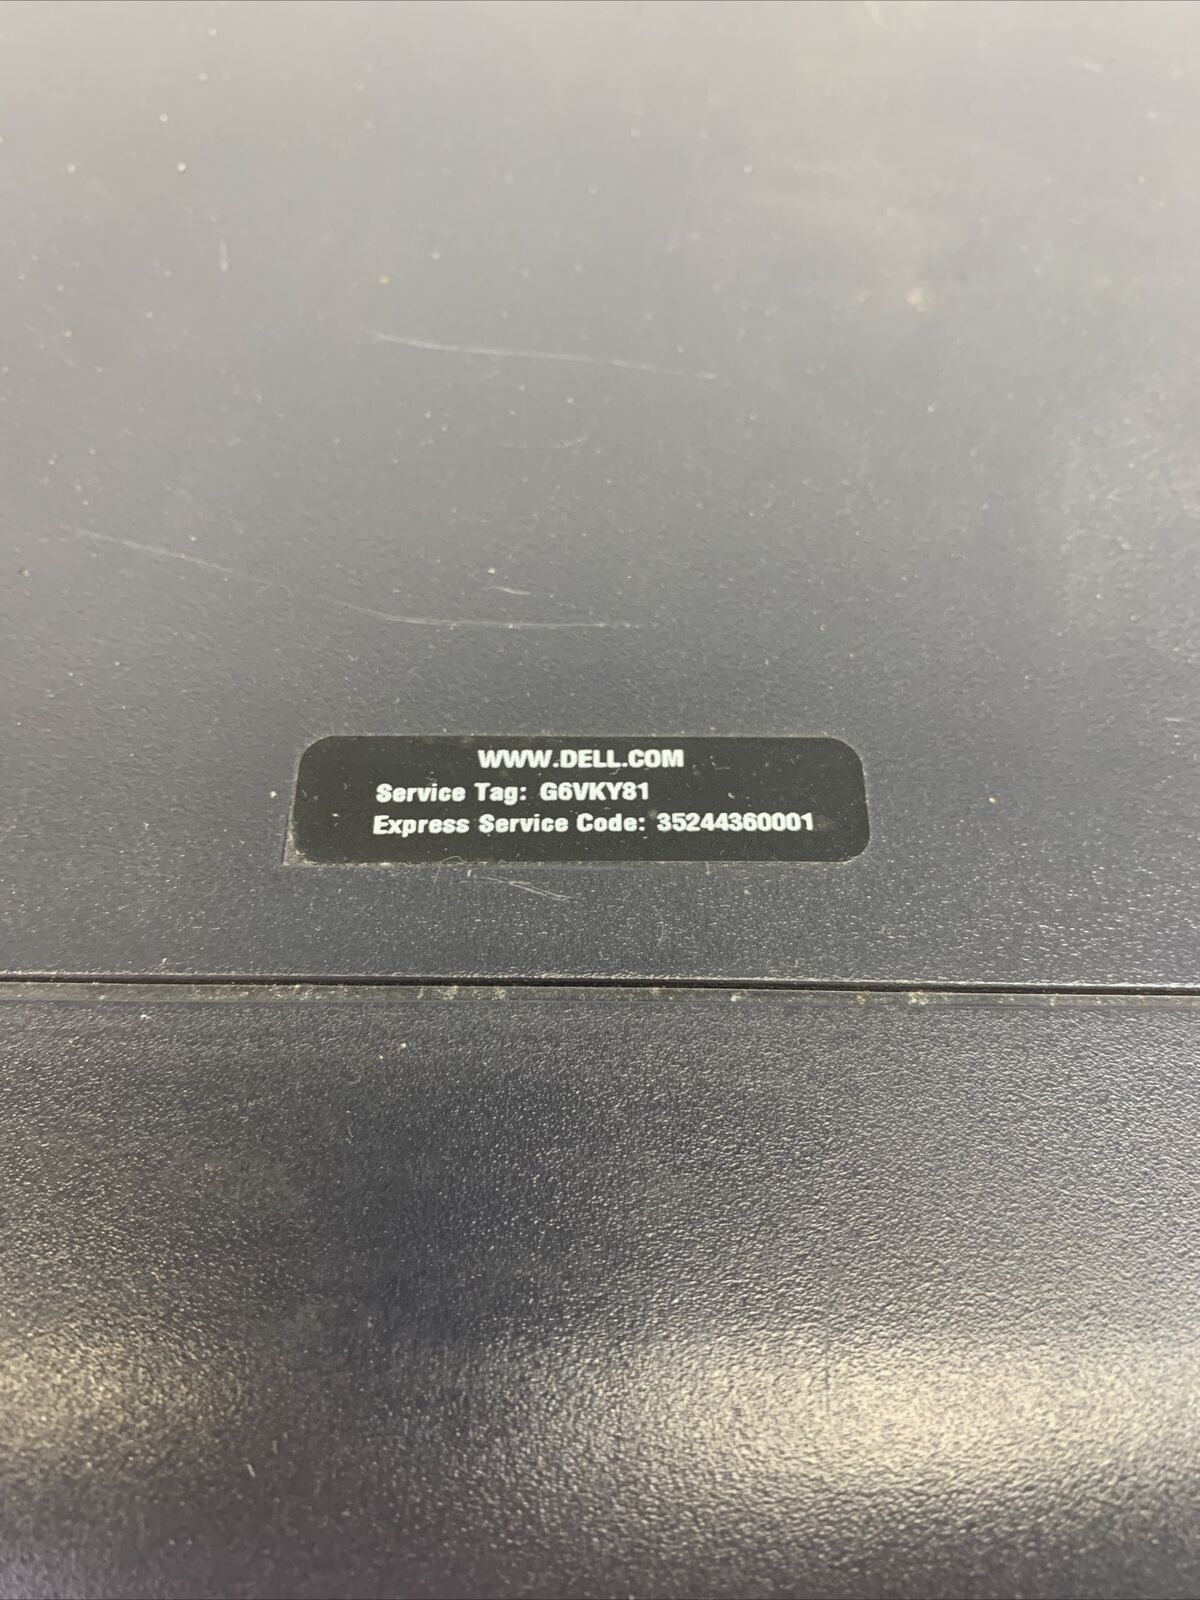 WWW.DELL.COM
Service Tag: G6VKY81
Express Service Code: 35244360001